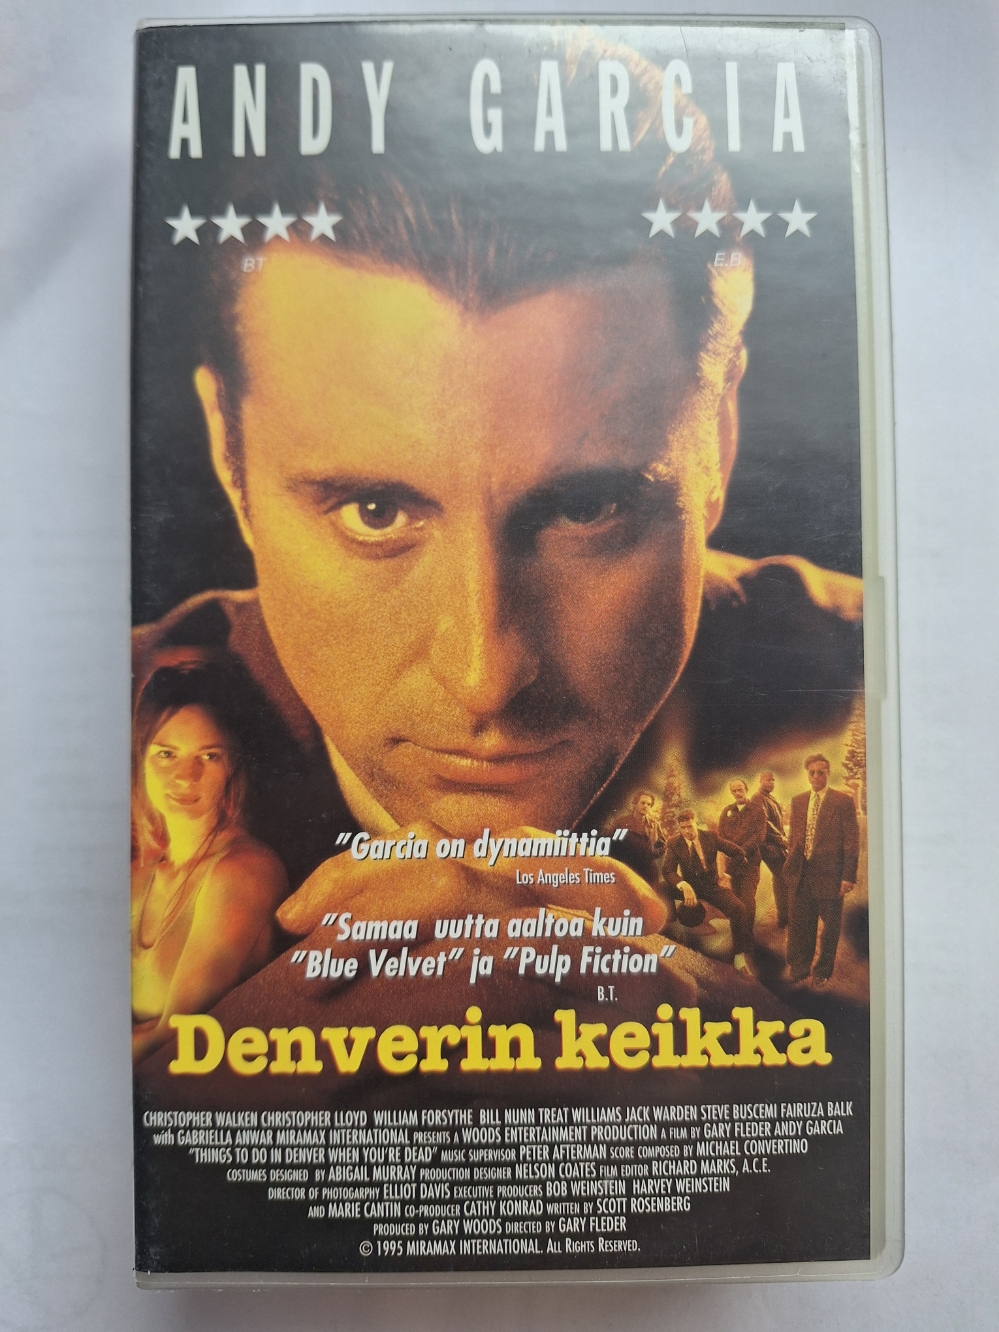 ANDY GARCIA
★★★★ ★★★★
BT E.B.
"Garcia on dynamiittia"
Los Angeles Times
"Samaa uutta aaltoa kuin
"Blue Velvet" ja "Pulp Fiction"
B.T.
Denverin keikka
CHRISTOPHER WALKEN CHRISTOPHER LLOYD WILLIAM FORSYTHE BILL NUNN TREAT WILLIAMS JACK WARDEN STEVE BUSCEMI FAIRUZA BALK
with GABRIELLA ANWAR MIRAMAX INTERNATIONAL PRESENTS A WOODS ENTERTAINMENT PRODUCTION A FILM BY GARY FLEDER ANDY GARCIA
"THINGS TO DO IN DENVER WHEN YOU'RE DEAD" MUSIC SUPERVISOR PETER AFTERMAN SCORE COMPOSED BY MICHAEL CONVERTINO
COSTUMES DESIGNED BY ABIGAIL MURRAY PRODUCTION DESIGNER NELSON COATES FILM EDITOR RICHARD MARKS, A.C.E.
DIRECTOR OF PHOTOGARPHY ELLIOT DAVIS EXECUTIVE PRODUCERS BOB WEINSTEIN HARVEY WEINSTEIN
AND MARIE CANTIN CO-PRODUCER CATHY KONRAD WRITTEN BY SCOTT ROSENBERG
PRODUCED BY GARY WOODS DIRECTED BY GARY FLEDER
© 1995 MIRAMAX INTERNATIONAL. ALL RIGHTS RESERVED.